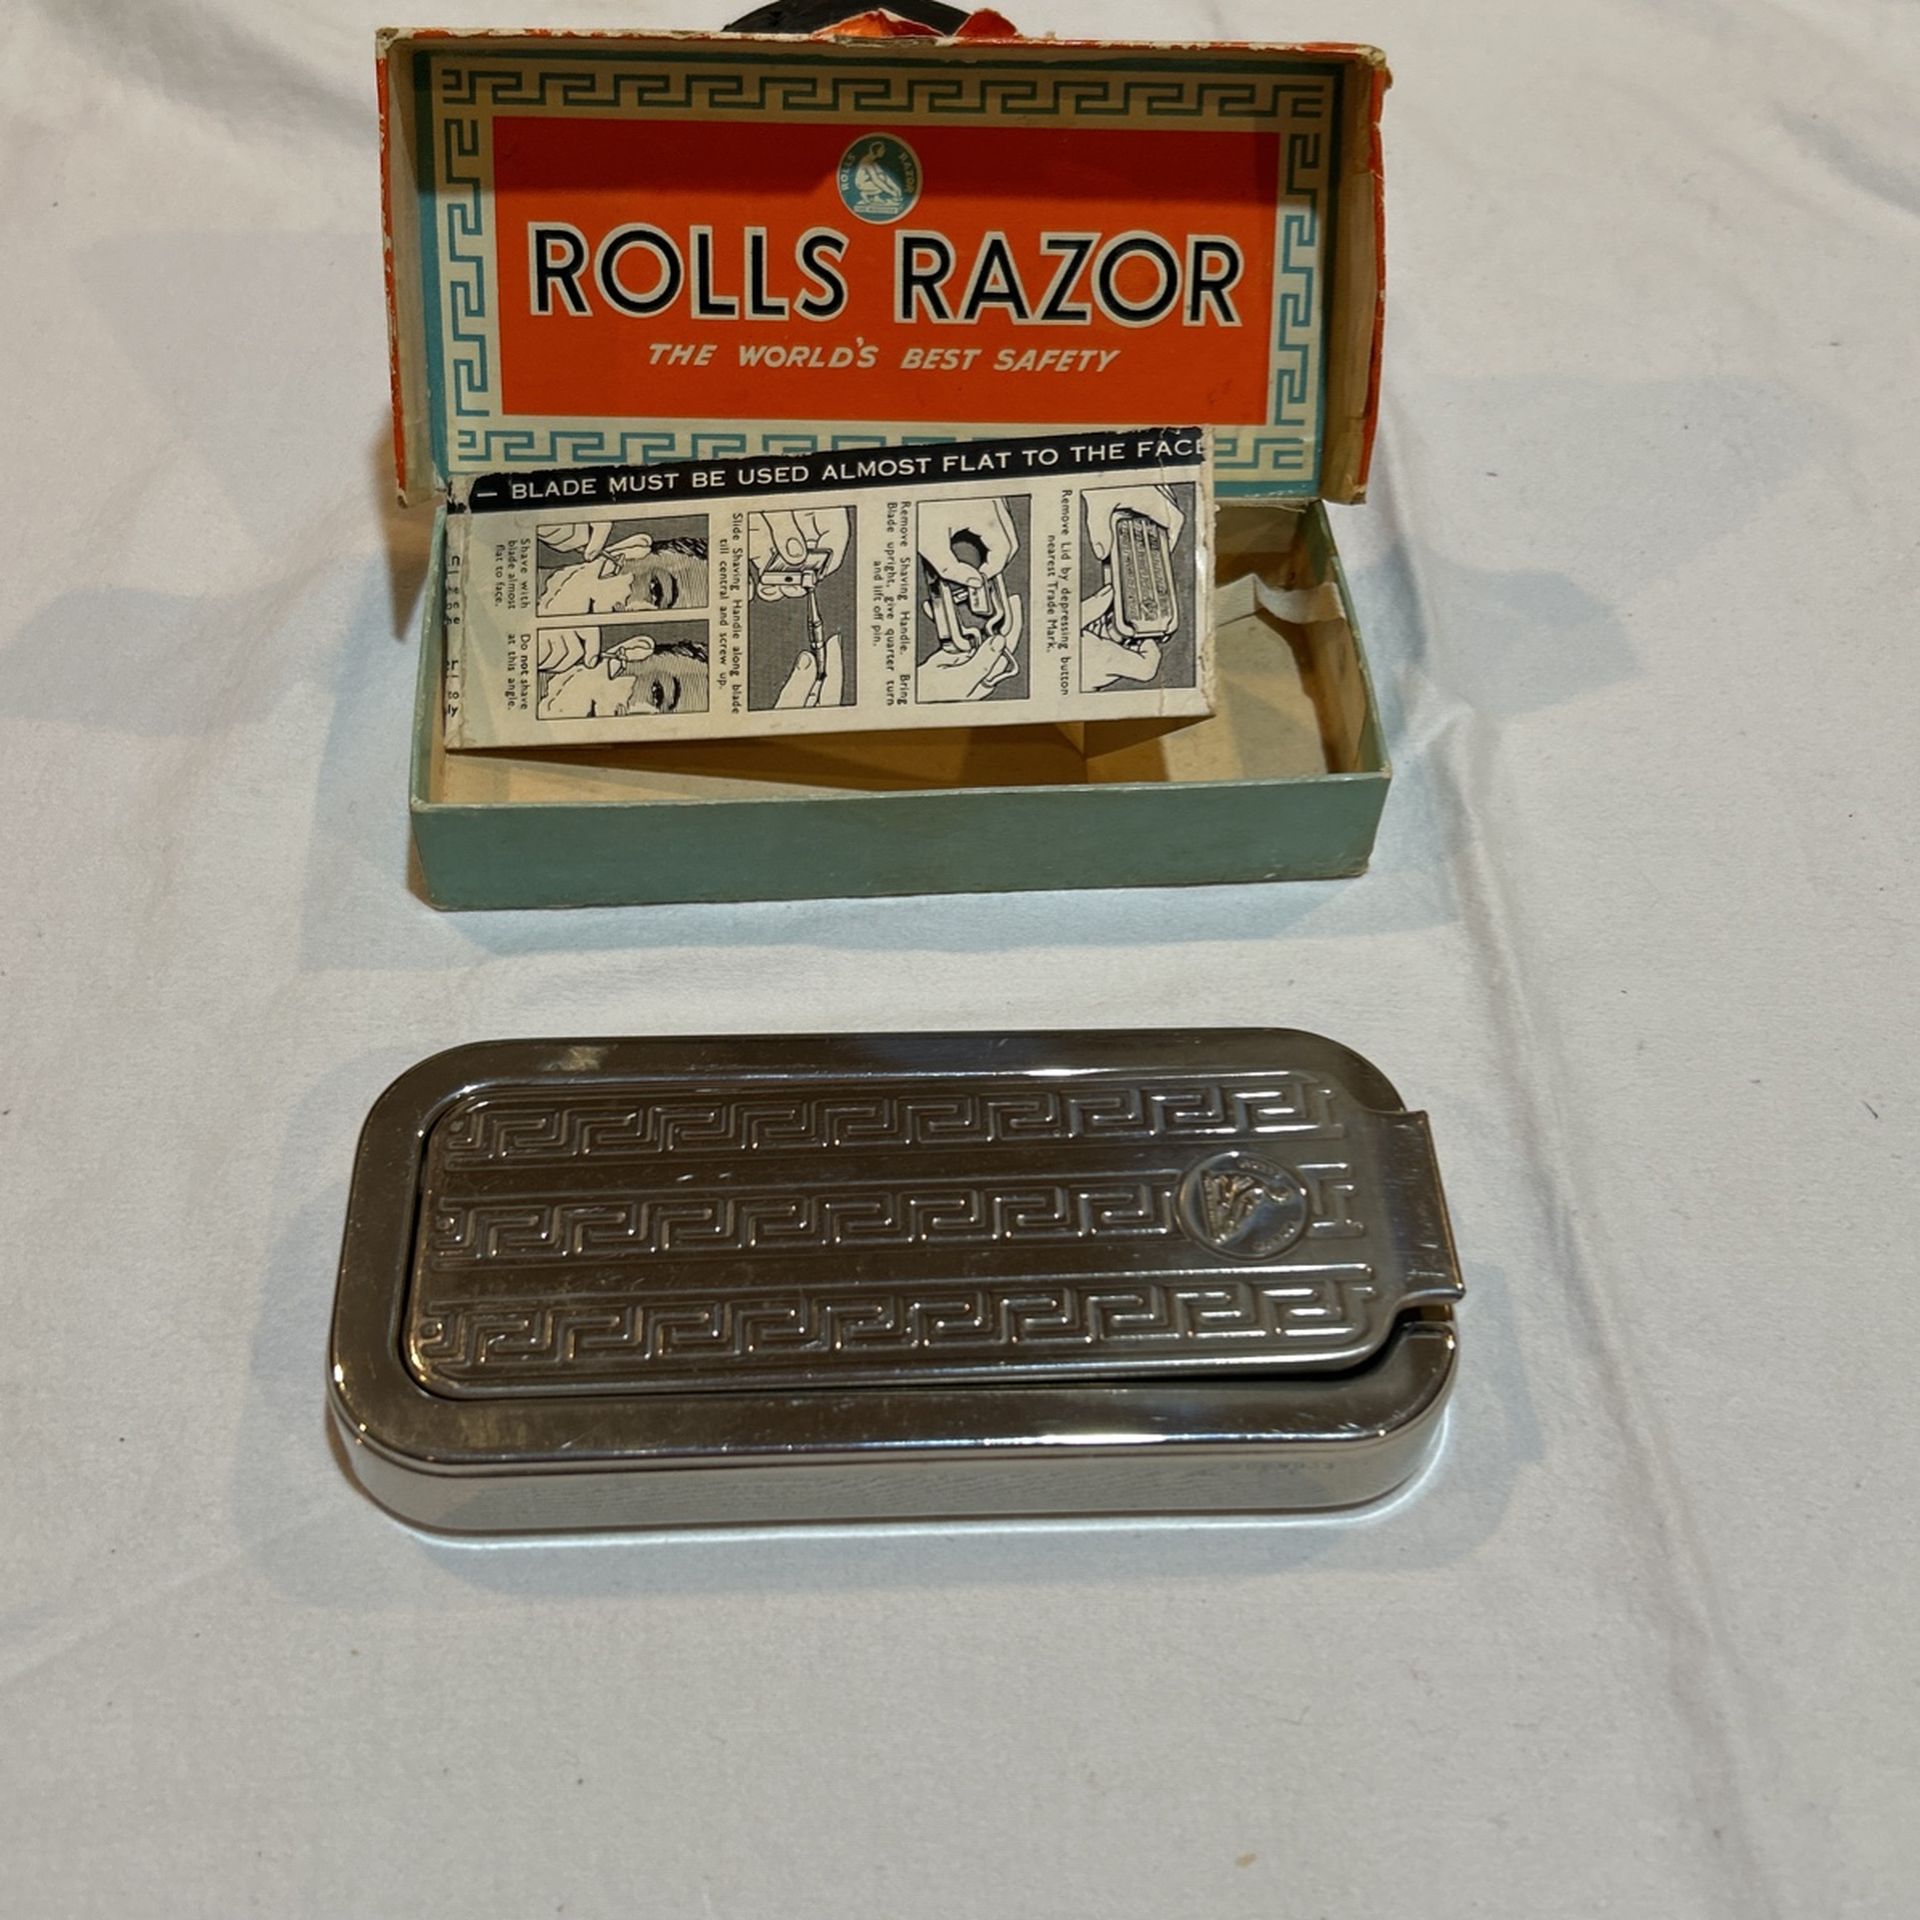 ROLLS RAZOR
ROLLS RAZOR
THE WORLD'S BEST SAFETY
— BLADE MUST BE USED ALMOST FLAT TO THE FACE
Remove Lid by depressing button
nearest Trade Mark.
Remove Shaving Handle. Bring
Blade upright, give quarter turn
and lift off pin.
Slide Shaving Handle along blade
till central and screw up.
Shave with
blade almost
flat to face.
Do not shave
at this angle.